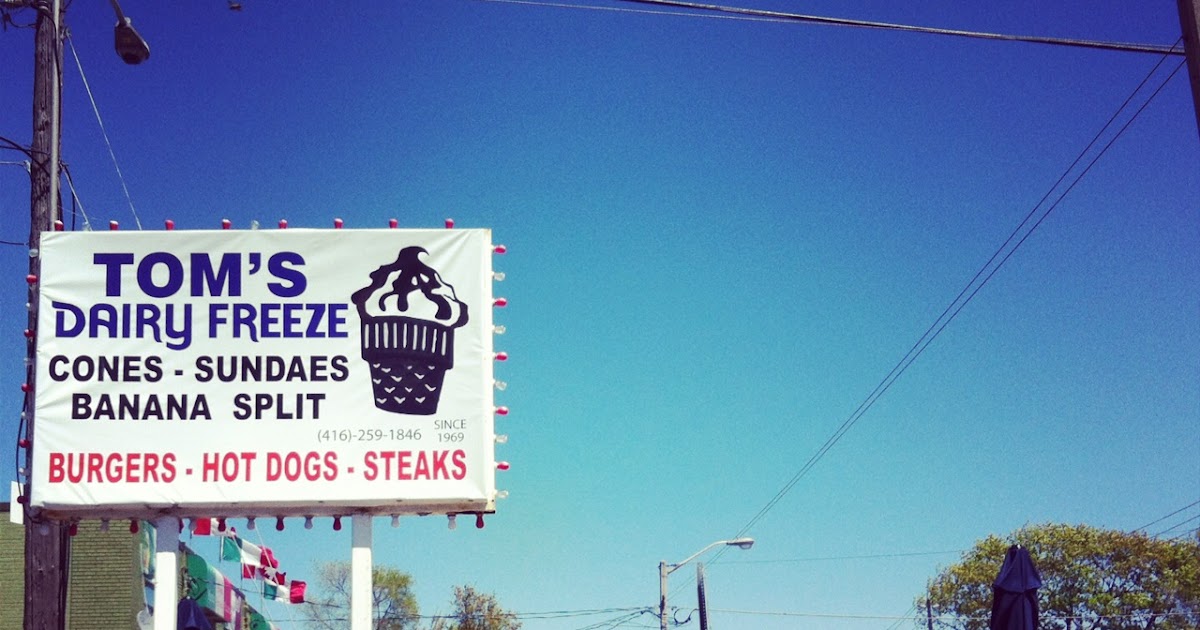 TOM'S
DAIRY FREEZE
CONES - SUNDAES
BANANA SPLIT
(416)-259-1846
SINCE
1969
BURGERS - HOT DOGS - STEAKS